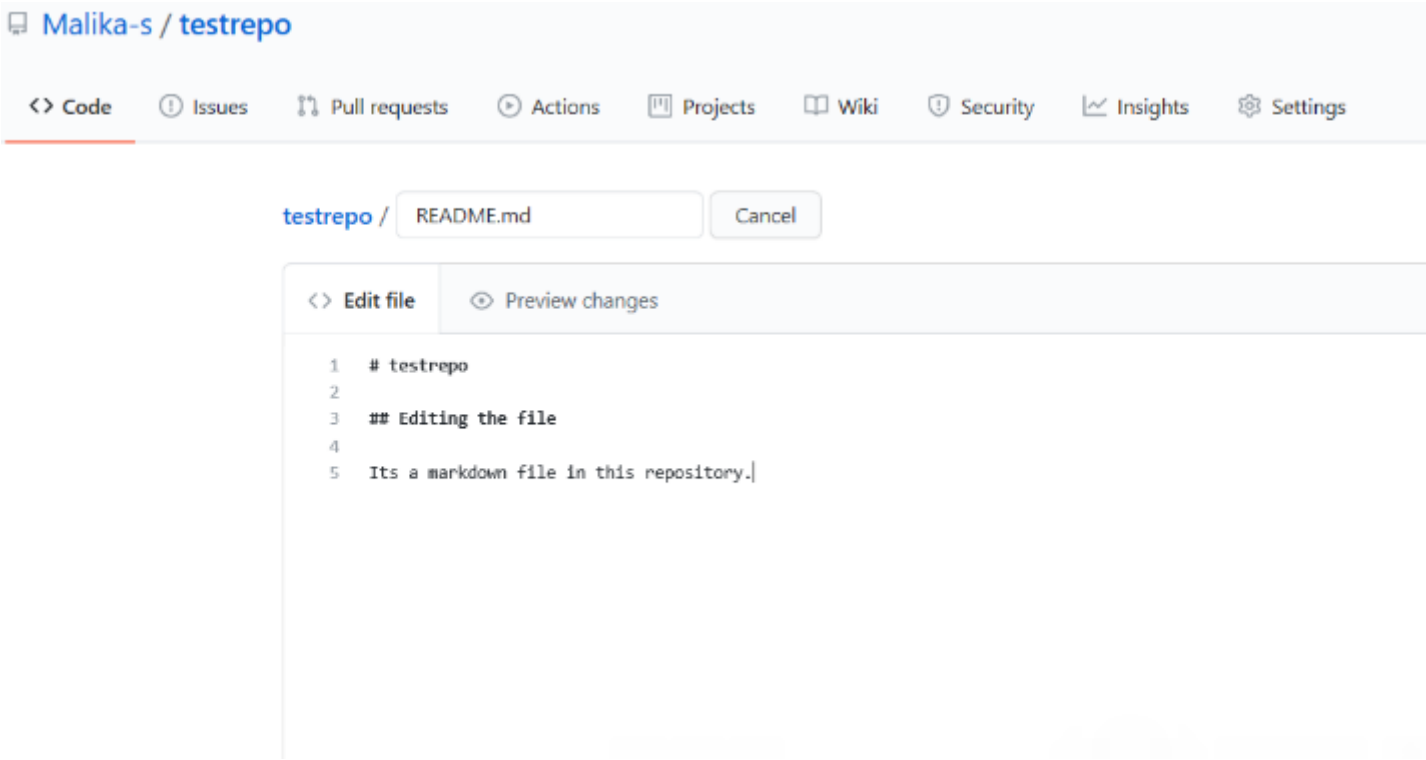 Malika-s / testrepo
<> Code Issues Pull requests Actions Projects Wiki Security Insights Settings
testrepo / README.md Cancel
<> Edit file Preview changes
1 # testrepo
2
3 ## Editing the file
4
5 Its a markdown file in this repository.